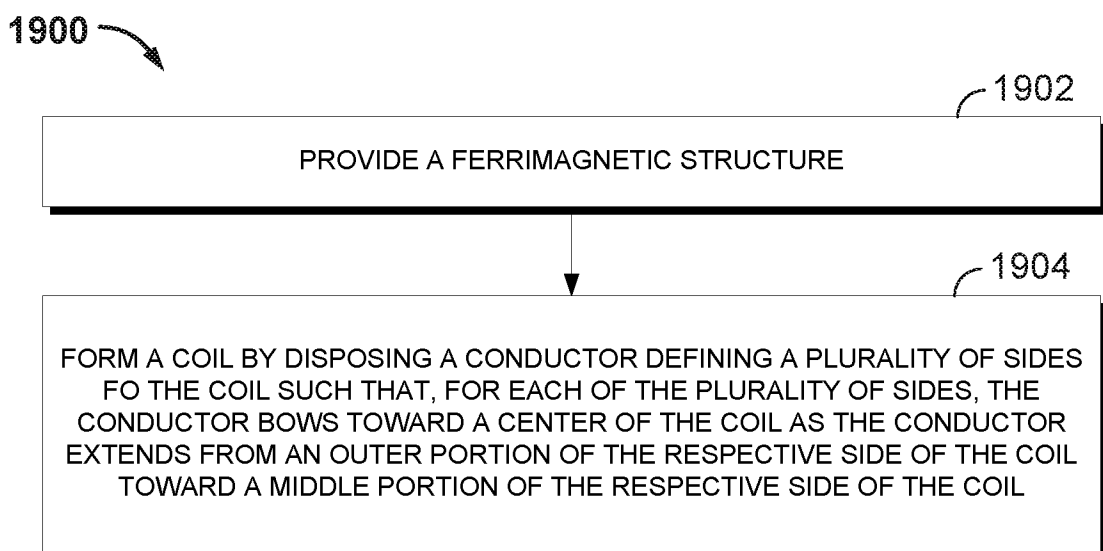 1900
1902
PROVIDE A FERRIMAGNETIC STRUCTURE
1904
FORM A COIL BY DISPOSING A CONDUCTOR DEFINING A PLURALITY OF SIDES
FO THE COIL SUCH THAT, FOR EACH OF THE PLURALITY OF SIDES, THE
CONDUCTOR BOWS TOWARD A CENTER OF THE COIL AS THE CONDUCTOR
EXTENDS FROM AN OUTER PORTION OF THE RESPECTIVE SIDE OF THE COIL
TOWARD A MIDDLE PORTION OF THE RESPECTIVE SIDE OF THE COIL